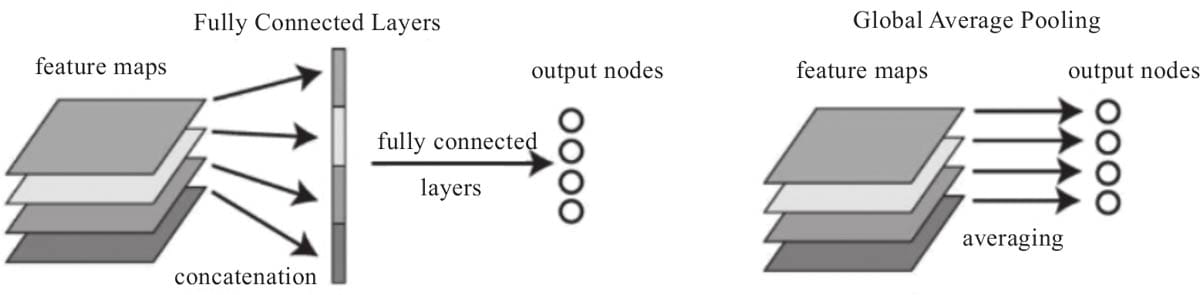 Fully Connected Layers
feature maps
output nodes
fully connected
layers
concatenation
Global Average Pooling
feature maps
output nodes
averaging